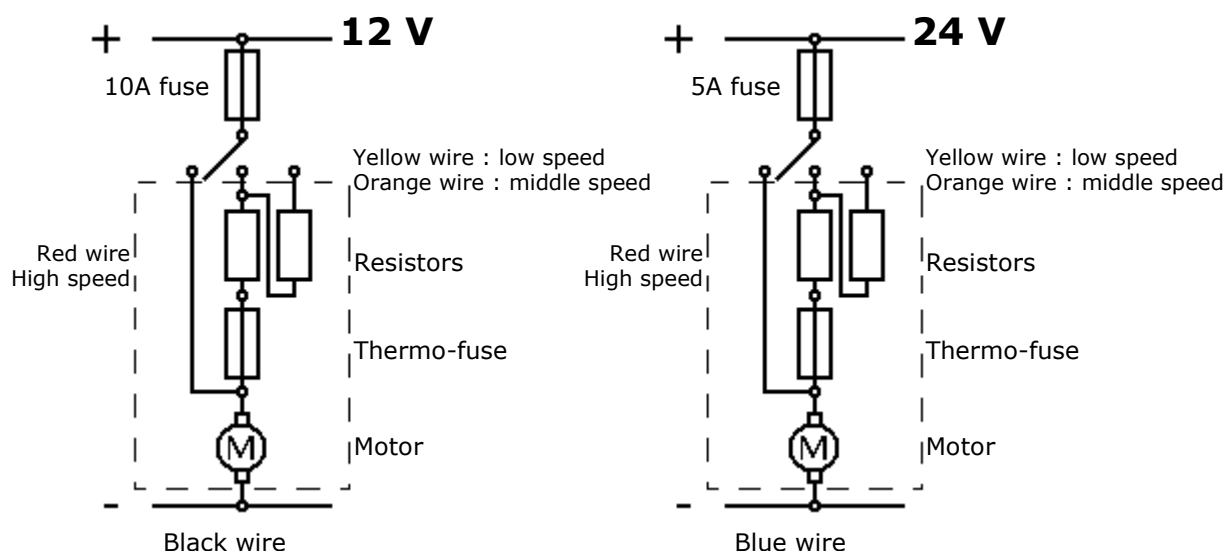 + 12 V
10A fuse
Yellow wire : low speed
Orange wire : middle speed
Red wire
High speed
Resistors
Thermo-fuse
M
Motor
-
Black wire
+ 24 V
5A fuse
Yellow wire : low speed
Orange wire : middle speed
Red wire
High speed
Resistors
Thermo-fuse
M
Motor
-
Blue wire